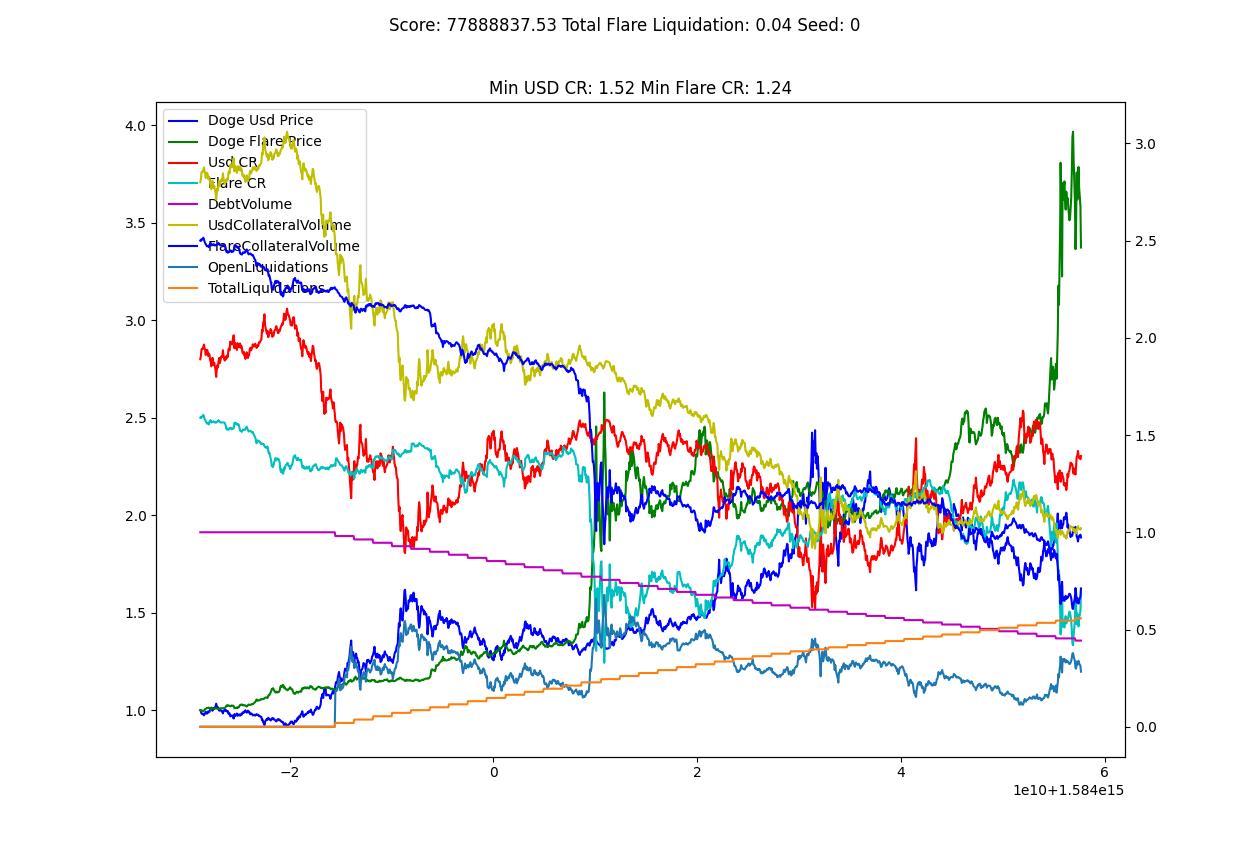 Score: 77888837.53 Total Flare Liquidation: 0.04 Seed: 0
Min USD CR: 1.52 Min Flare CR: 1.24
Doge Usd Price
Doge Flare Price
Usd CR
Flare CR
DebtVolume
UsdCollateralVolume
FlareCollateralVolume
OpenLiquidations
TotalLiquidations
4.0
3.5
3.0
2.5
2.0
1.5
1.0
3.0
2.5
2.0
1.5
1.0
0.5
0.0
−2
0
2
4
6
1e10+1.584e15